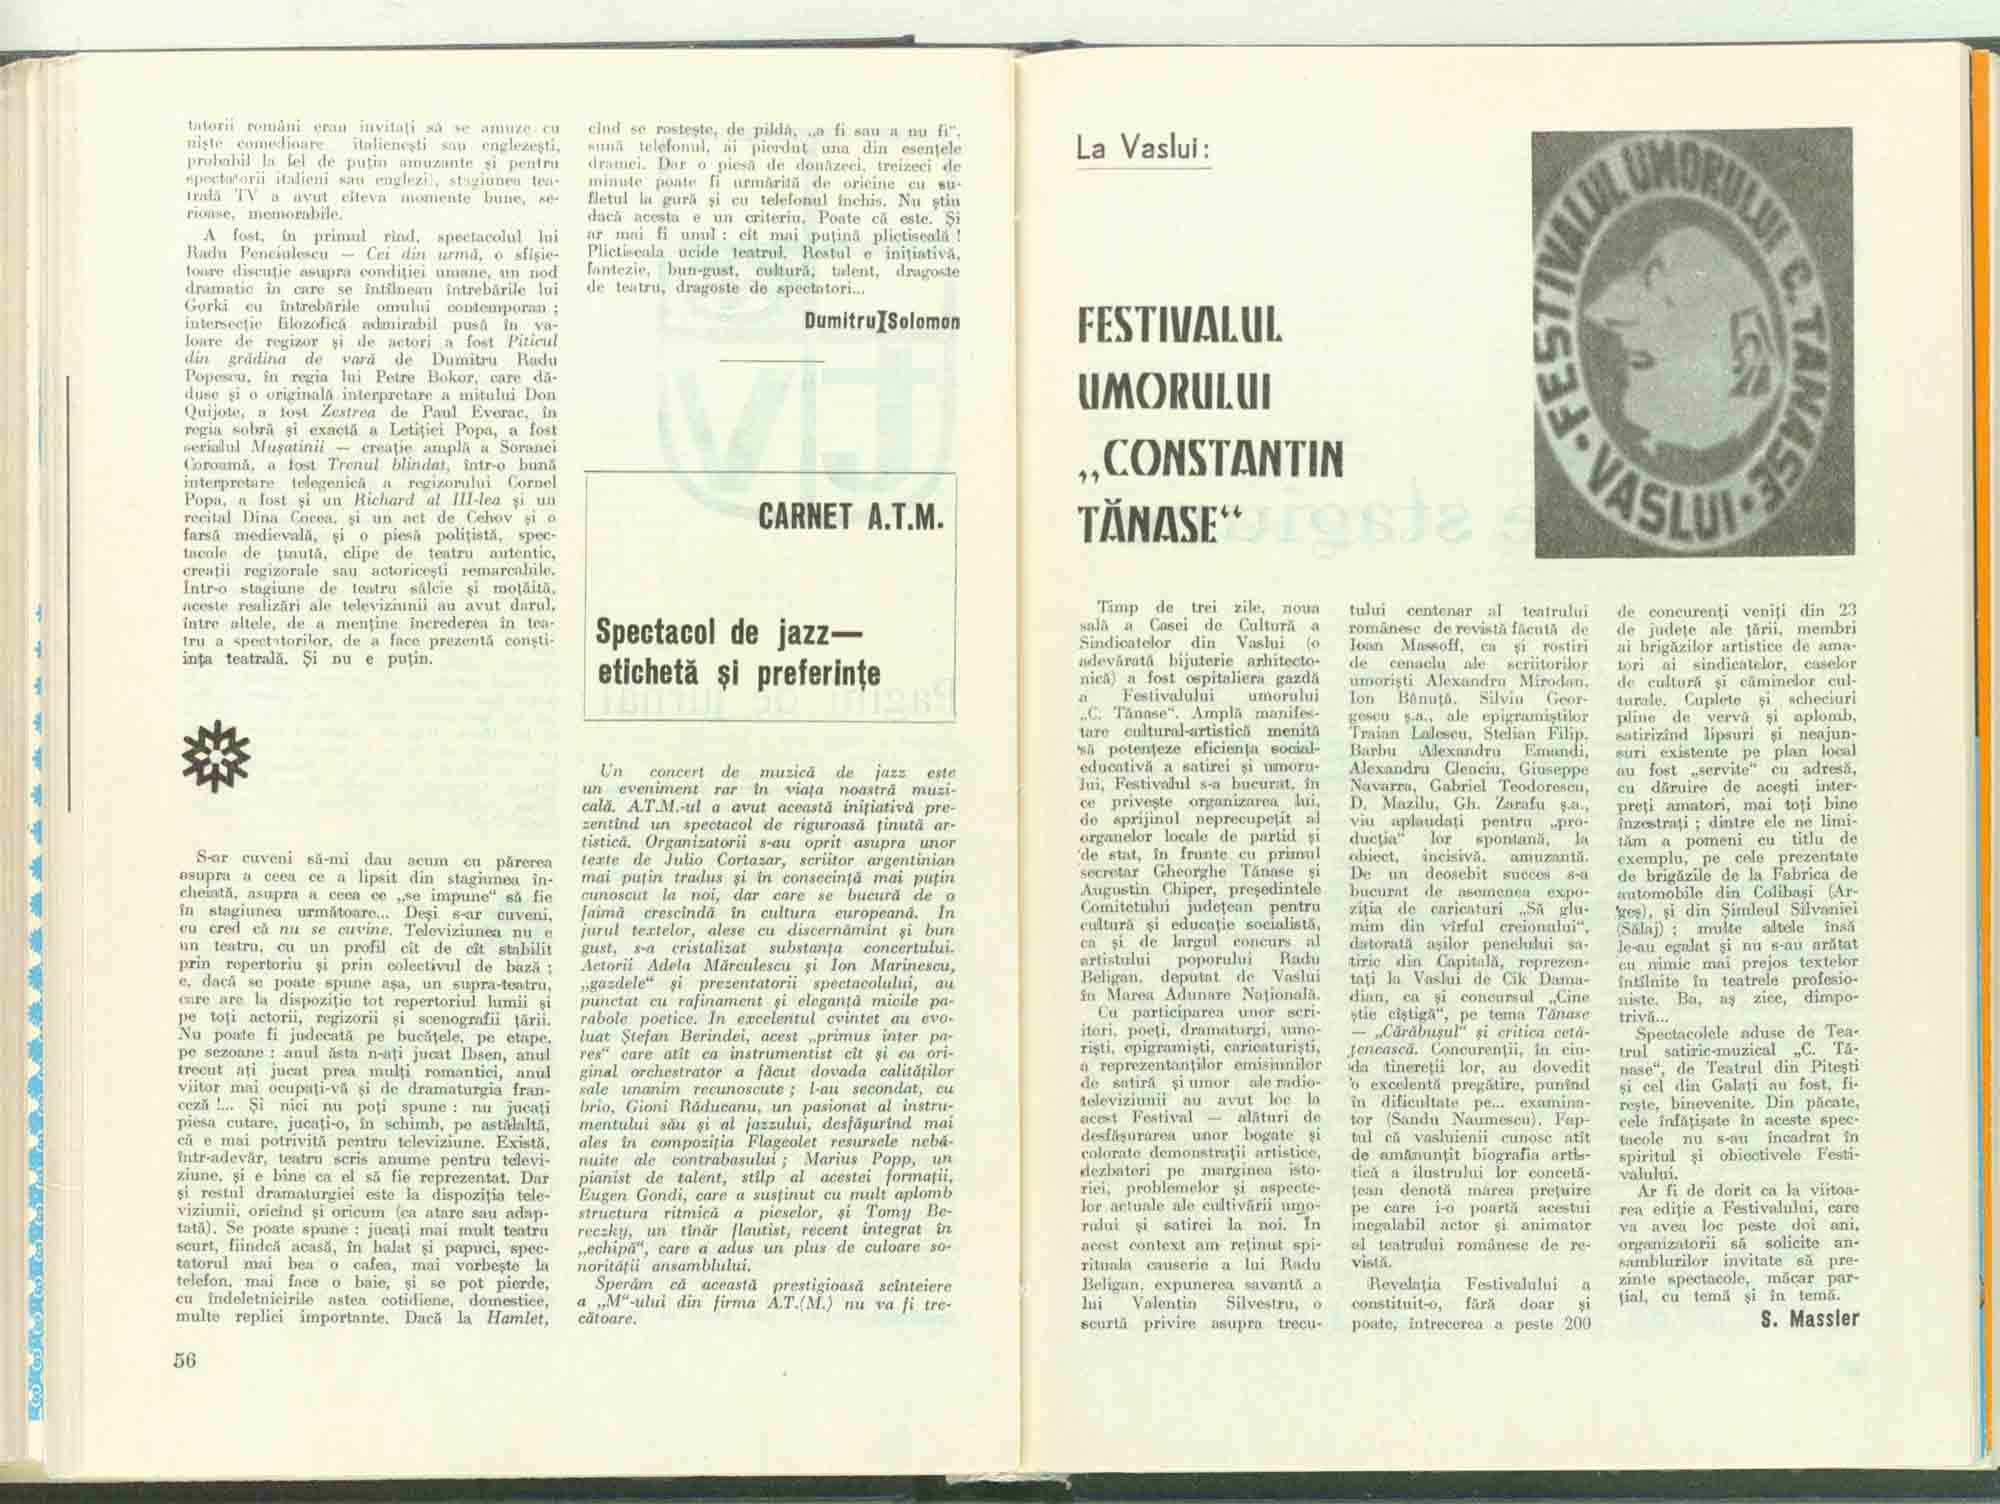 tatorii români erau invitați să se amuze cu
niște comedioare italienești sau englezești,
probabil la fel de puțin amuzante și pentru
spectatorii italieni sau englezi), stagiunea tea-
trală TV a avut cîteva momente bune, se-
rioase, memorabile.
A fost, în primul rînd, spectacolul lui
Radu Penciulescu — Cei din urmă, o sfîșie-
toare discuție asupra condiției umane, un nod
dramatic în care se întîlneau întrebările lui
Gorki cu întrebările omului contemporan ;
intersecție filozofică admirabil pusă în va-
loare de regizor și de actori a fost Piticul
din grădina de vară de Dumitru Radu
Popescu, în regia lui Petre Bokor, care dă-
duse și o originală interpretare a mitului Don
Quijote, a fost Zestrea de Paul Everac, în
regia sobră și exactă a Letiției Popa, a fost
serialul Mușatinii — creație amplă a Soranei
Coroamă, a fost Trenul blindat, într-o bună
interpretare telegenică a regizorului Cornel
Popa, a fost și un Richard al III-lea și un
recital Dina Cocea, și un act de Cehov și o
farsă medievală, și o piesă polițistă, spec-
tacole de ținută, clipe de teatru autentic,
creații regizorale sau actoricești remarcabile.
Într-o stagiune de teatru sălcie și moțăită,
aceste realizări ale televiziunii au avut darul,
între altele, de a menține încrederea în tea-
tru a spectatorilor, de a face prezentă conști-
ința teatrală. Și nu e puțin.
S-ar cuveni să-mi dau acum cu părerea
asupra a ceea ce a lipsit din stagiunea în-
cheiată, asupra a ceea ce „se impune“ să fie
în stagiunea următoare... Deși s-ar cuveni,
eu cred că nu se cuvine. Televiziunea nu e
un teatru, cu un profil cît de cît stabilit
prin repertoriu și prin colectivul de bază ;
e, dacă se poate spune așa, un supra-teatru,
care are la dispoziție tot repertoriul lumii și
pe toți actorii, regizorii și scenografii țării.
Nu poate fi judecată pe bucățele, pe etape,
pe sezoane : anul ăsta n-ați jucat Ibsen, anul
trecut ați jucat prea mulți romantici, anul
viitor mai ocupați-vă și de dramaturgia fran-
ceză !... Și nici nu poți spune : nu jucați
piesa cutare, jucați-o, în schimb, pe astălaltă,
că e mai potrivită pentru televiziune. Există,
într-adevăr, teatru scris anume pentru televi-
ziune, și e bine ca el să fie reprezentat. Dar
și restul dramaturgiei este la dispoziția tele-
viziunii, oricînd și oricum (ca atare sau adap-
tată). Se poate spune : jucați mai mult teatru
scurt, fiindcă acasă, în halat și papuci, spec-
tatorul mai bea o cafea, mai vorbește la
telefon, mai face o baie, și se pot pierde,
cu îndeletnicirile astea cotidiene, domestice,
multe replici importante. Dacă la Hamlet,
56
cînd se rostește, de pildă, „a fi sau a nu fi“,
sună telefonul, ai pierdut una din esențele
dramei. Dar o piesă de douăzeci, treizeci de
minute poate fi urmărită de oricine cu su-
fletul la gură și cu telefonul închis. Nu știu
dacă acesta e un criteriu. Poate că este. Și
ar mai fi unul : cît mai puțină plictiseală !
Plictiseala ucide teatrul. Restul e inițiativă,
fantezie, bun-gust, cultură, talent, dragoste
de teatru, dragoste de spectatori...
Dumitru Solomon
CARNET A.T.M.
Spectacol de jazz—
etichetă și preferințe
Un concert de muzică de jazz este
un eveniment rar în viața noastră muzi-
cală. A.T.M.-ul a avut această inițiativă pre-
zentînd un spectacol de riguroasă ținută ar-
tistică. Organizatorii s-au oprit asupra unor
texte de Julio Cortazar, scriitor argentinian
mai puțin tradus și în consecință mai puțin
cunoscut la noi, dar care se bucură de o
faimă crescîndă în cultura europeană. În
jurul textelor, alese cu discernămînt și bun
gust, s-a cristalizat substanța concertului.
Actorii Adela Mărculescu și Ion Marinescu,
„gazdele“ și prezentatorii spectacolului, au
punctat cu rafinament și eleganță micile pa-
rabole poetice. În excelentul cvintet au evo-
luat Ștefan Berindei, acest „primus inter pa-
res“ care atît ca instrumentist cît și ca ori-
ginal orchestrator a făcut dovada calităților
sale unanim recunoscute ; l-au secondat, cu
brio, Gioni Răducanu, un pasionat al instru-
mentului său și al jazzului, desfășurînd mai
ales în compoziția Flageolet resursele nebă-
nuite ale contrabasului ; Marius Popp, un
pianist de talent, stîlp al acestei formații,
Eugen Gondi, care a susținut cu mult aplomb
structura ritmică a pieselor, și Tomy Be-
reczky, un tînăr flautist, recent integrat în
„echipă“, care a adus un plus de culoare so-
norității ansamblului.
Sperăm că această prestigioasă scînteiere
a „M“-ului din firma A.T.(M.) nu va fi tre-
cătoare.
La Vaslui :
FESTIVALUL
UMORULUI
„CONSTANTIN
TĂNASE“
FESTIVALUL UMORULUI C. TANASE • VASLUI •
Timp de trei zile, noua
sală a Casei de Cultură a
Sindicatelor din Vaslui (o
adevărată bijuterie arhitecto-
nică) a fost ospitaliera gazdă
a Festivalului umorului
„C. Tănase“. Amplă manifes-
tare cultural-artistică menită
să potențeze eficiența social-
educativă a satirei și umoru-
lui, Festivalul s-a bucurat, în
ce privește organizarea lui,
de sprijinul neprecupețit al
organelor locale de partid și
de stat, în frunte cu primul
secretar Gheorghe Tănase și
Augustin Chiper, președintele
Comitetului județean pentru
cultură și educație socialistă,
ca și de largul concurs al
artistului poporului Radu
Beligan, deputat de Vaslui
în Marea Adunare Națională.
Cu participarea unor scri-
itori, poeți, dramaturgi, umo-
riști, epigramiști, caricaturiști,
a reprezentanților emisiunilor
de satiră și umor ale radio-
televiziunii au avut loc la
acest Festival — alături de
desfășurarea unor bogate și
colorate demonstrații artistice,
dezbateri pe marginea isto-
riei, problemelor și aspecte-
lor actuale ale cultivării umo-
rului și satirei la noi. În
acest context am reținut spi-
rituala causerie a lui Radu
Beligan, expunerea savantă a
lui Valentin Silvestru, o
scurtă privire asupra trecu-
tului centenar al teatrului
românesc de revistă făcută de
Ioan Massoff, ca și rostiri
de cenaclu ale scriitorilor
umoriști Alexandru Mirodan,
Ion Bănuță, Silviu Geor-
gescu ș.a., ale epigramiștilor
Traian Lalescu, Stelian Filip,
Barbu Alexandru Emandi,
Alexandru Clenciu, Giuseppe
Navarra, Gabriel Teodorescu,
D. Mazilu, Gh. Zarafu ș.a.,
viu aplaudați pentru „pro-
ducția“ lor spontană, la
obiect, incisivă, amuzantă.
De un deosebit succes s-a
bucurat de asemenea expo-
ziția de caricaturi „Să glu-
mim din vîrful creionului“,
datorată așilor penelului sa-
tiric din Capitală, reprezen-
tați la Vaslui de Cik Dama-
dian, ca și concursul „Cine
știe cîștigă“, pe tema Tănase
— „Cărăbușul“ și critica cetă-
țenească. Concurenții, în ciu-
da tinereții lor, au dovedit
o excelentă pregătire, punînd
în dificultate pe... examina-
tor (Sandu Naumescu). Fap-
tul că vasluienii cunosc atît
de amănunțit biografia artis-
tică a ilustrului lor concetă-
țean denotă marea prețuire
pe care i-o poartă acestui
inegalabil actor și animator
al teatrului românesc de re-
vistă.
Revelația Festivalului a
constituit-o, fără doar și
poate, întrecerea a peste 200
de concurenți veniți din 23
de județe ale țării, membri
ai brigăzilor artistice de ama-
tori ai sindicatelor, caselor
de cultură și căminelor cul-
turale. Cuplete și scheciuri
pline de vervă și aplomb,
satirizînd lipsuri și neajun-
suri existente pe plan local
au fost „servite“ cu adresă,
cu dăruire de acești inter-
preți amatori, mai toți bine
înzestrați ; dintre ele ne limi-
tăm a pomeni cu titlu de
exemplu, pe cele prezentate
de brigăzile de la Fabrica de
automobile din Colibași (Ar-
geș), și din Șimleul Silvaniei
(Sălaj) ; multe altele însă
le-au egalat și nu s-au arătat
cu nimic mai prejos textelor
întîlnite în teatrele profesio-
niste. Ba, aș zice, dimpo-
trivă...
Spectacolele aduse de Tea-
trul satiric-muzical „C. Tă-
nase“, de Teatrul din Pitești
și cel din Galați au fost, fi-
rește, binevenite. Din păcate,
cele înfățișate în aceste spec-
tacole nu s-au încadrat în
spiritul și obiectivele Festi-
valului.
Ar fi de dorit ca la viitoa-
rea ediție a Festivalului, care
va avea loc peste doi ani,
organizatorii să solicite an-
samblurilor invitate să pre-
zinte spectacole, măcar par-
țial, cu temă și în temă.
S. Massler